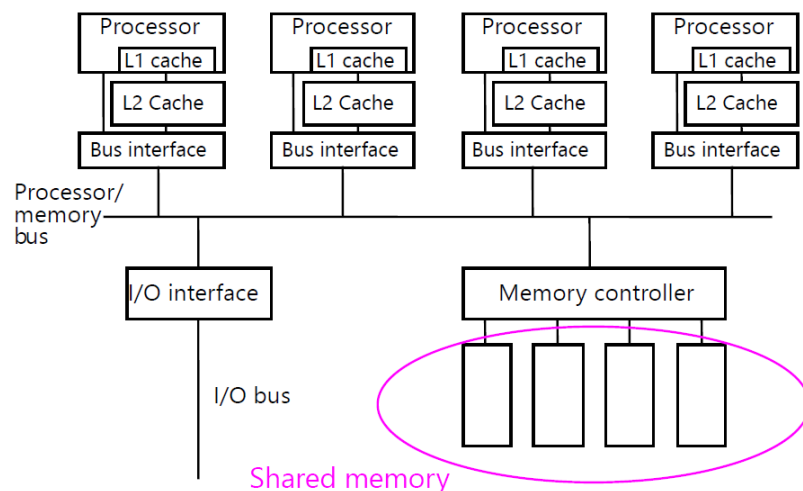 Processor
Processor
Processor
Processor
L1 cache
L1 cache
L1 cache
L1 cache
L2 Cache
L2 Cache
L2 Cache
L2 Cache
Bus interface
Bus interface
Bus interface
Bus interface
Processor/
memory
bus
I/O interface
Memory controller
I/O bus
Shared memory